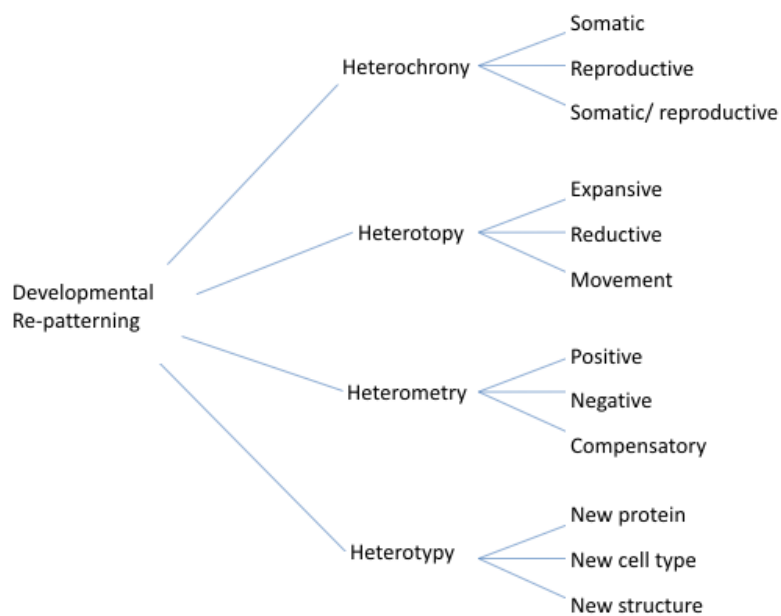 Developmental
Re-patterning
Heterochrony
Somatic
Reproductive
Somatic/ reproductive
Heterotopy
Expansive
Reductive
Movement
Heterometry
Positive
Negative
Compensatory
Heterotypy
New protein
New cell type
New structure